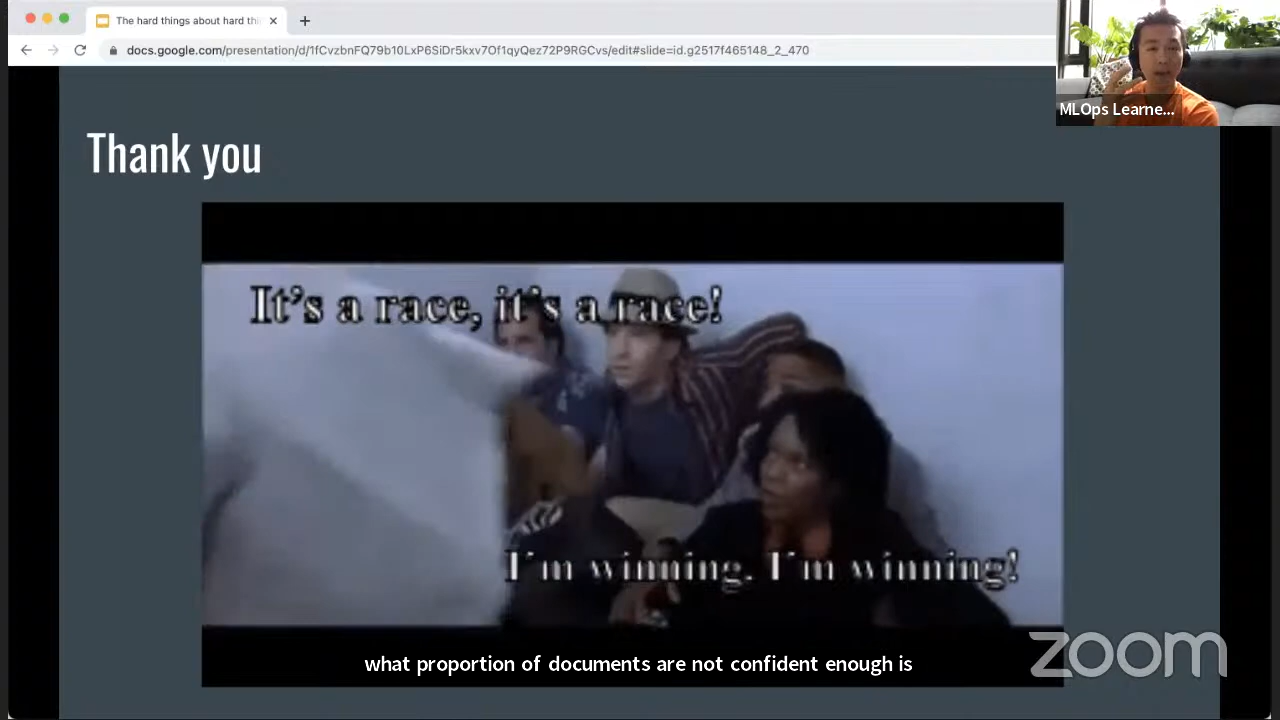 The hard things about hard thi
docs.google.com/presentation/d/1fCvzbnFQ79b10LxP6SiDr5kxv7Of1qyQez72P9RGCvs/edit#slide=id.g2517f465148_2_470
MLOps Learne...
Thank you
It's a race, it's a race!
I'm winning. I'm winning!
what proportion of documents are not confident enough is
zoom